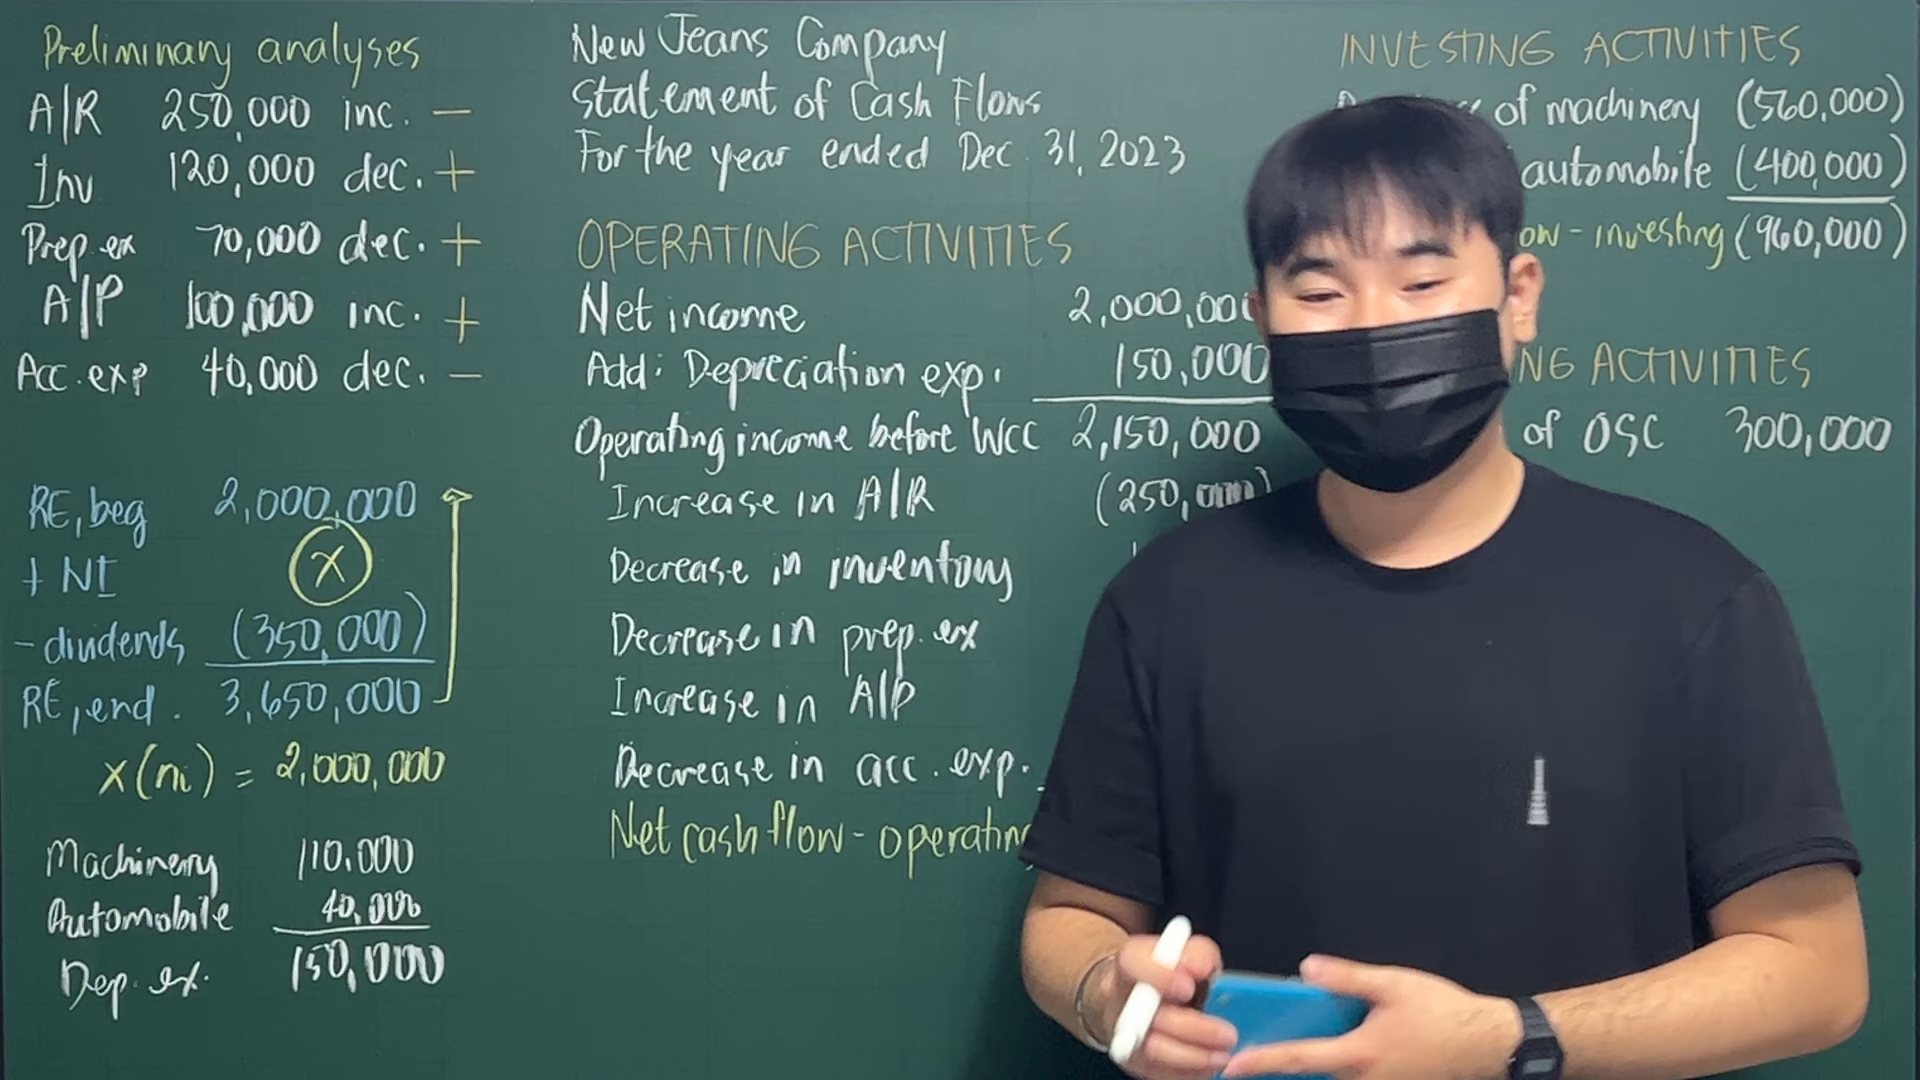 Preliminary analyses
A/R 250,000 inc. −
Inv 120,000 dec. +
Prep. ex 70,000 dec. +
A/P 100,000 inc. +
Acc. exp 40,000 dec. −
RE, beg 2,000,000
+ NI X
- dividends (350,000)
RE, end. 3,650,000
x(ni) = 2,000,000
Machinery 110,000
Automobile 40,000
Dep. ex. 150,000
New Jeans Company
Statement of Cash Flows
For the year ended Dec. 31, 2023
OPERATING ACTIVITIES
Net income 2,000,000
Add: Depreciation exp. 150,000
Operating income before WCC 2,150,000
Increase in A/R (250,000)
Decrease in inventory
Decrease in prep. ex
Increase in A/P
Decrease in acc. exp.
Net cash flow - operating
INVESTING ACTIVITIES
of machinery (560,000)
automobile (400,000)
ow - investing (960,000)
NG ACTIVITIES
of OSC 300,000